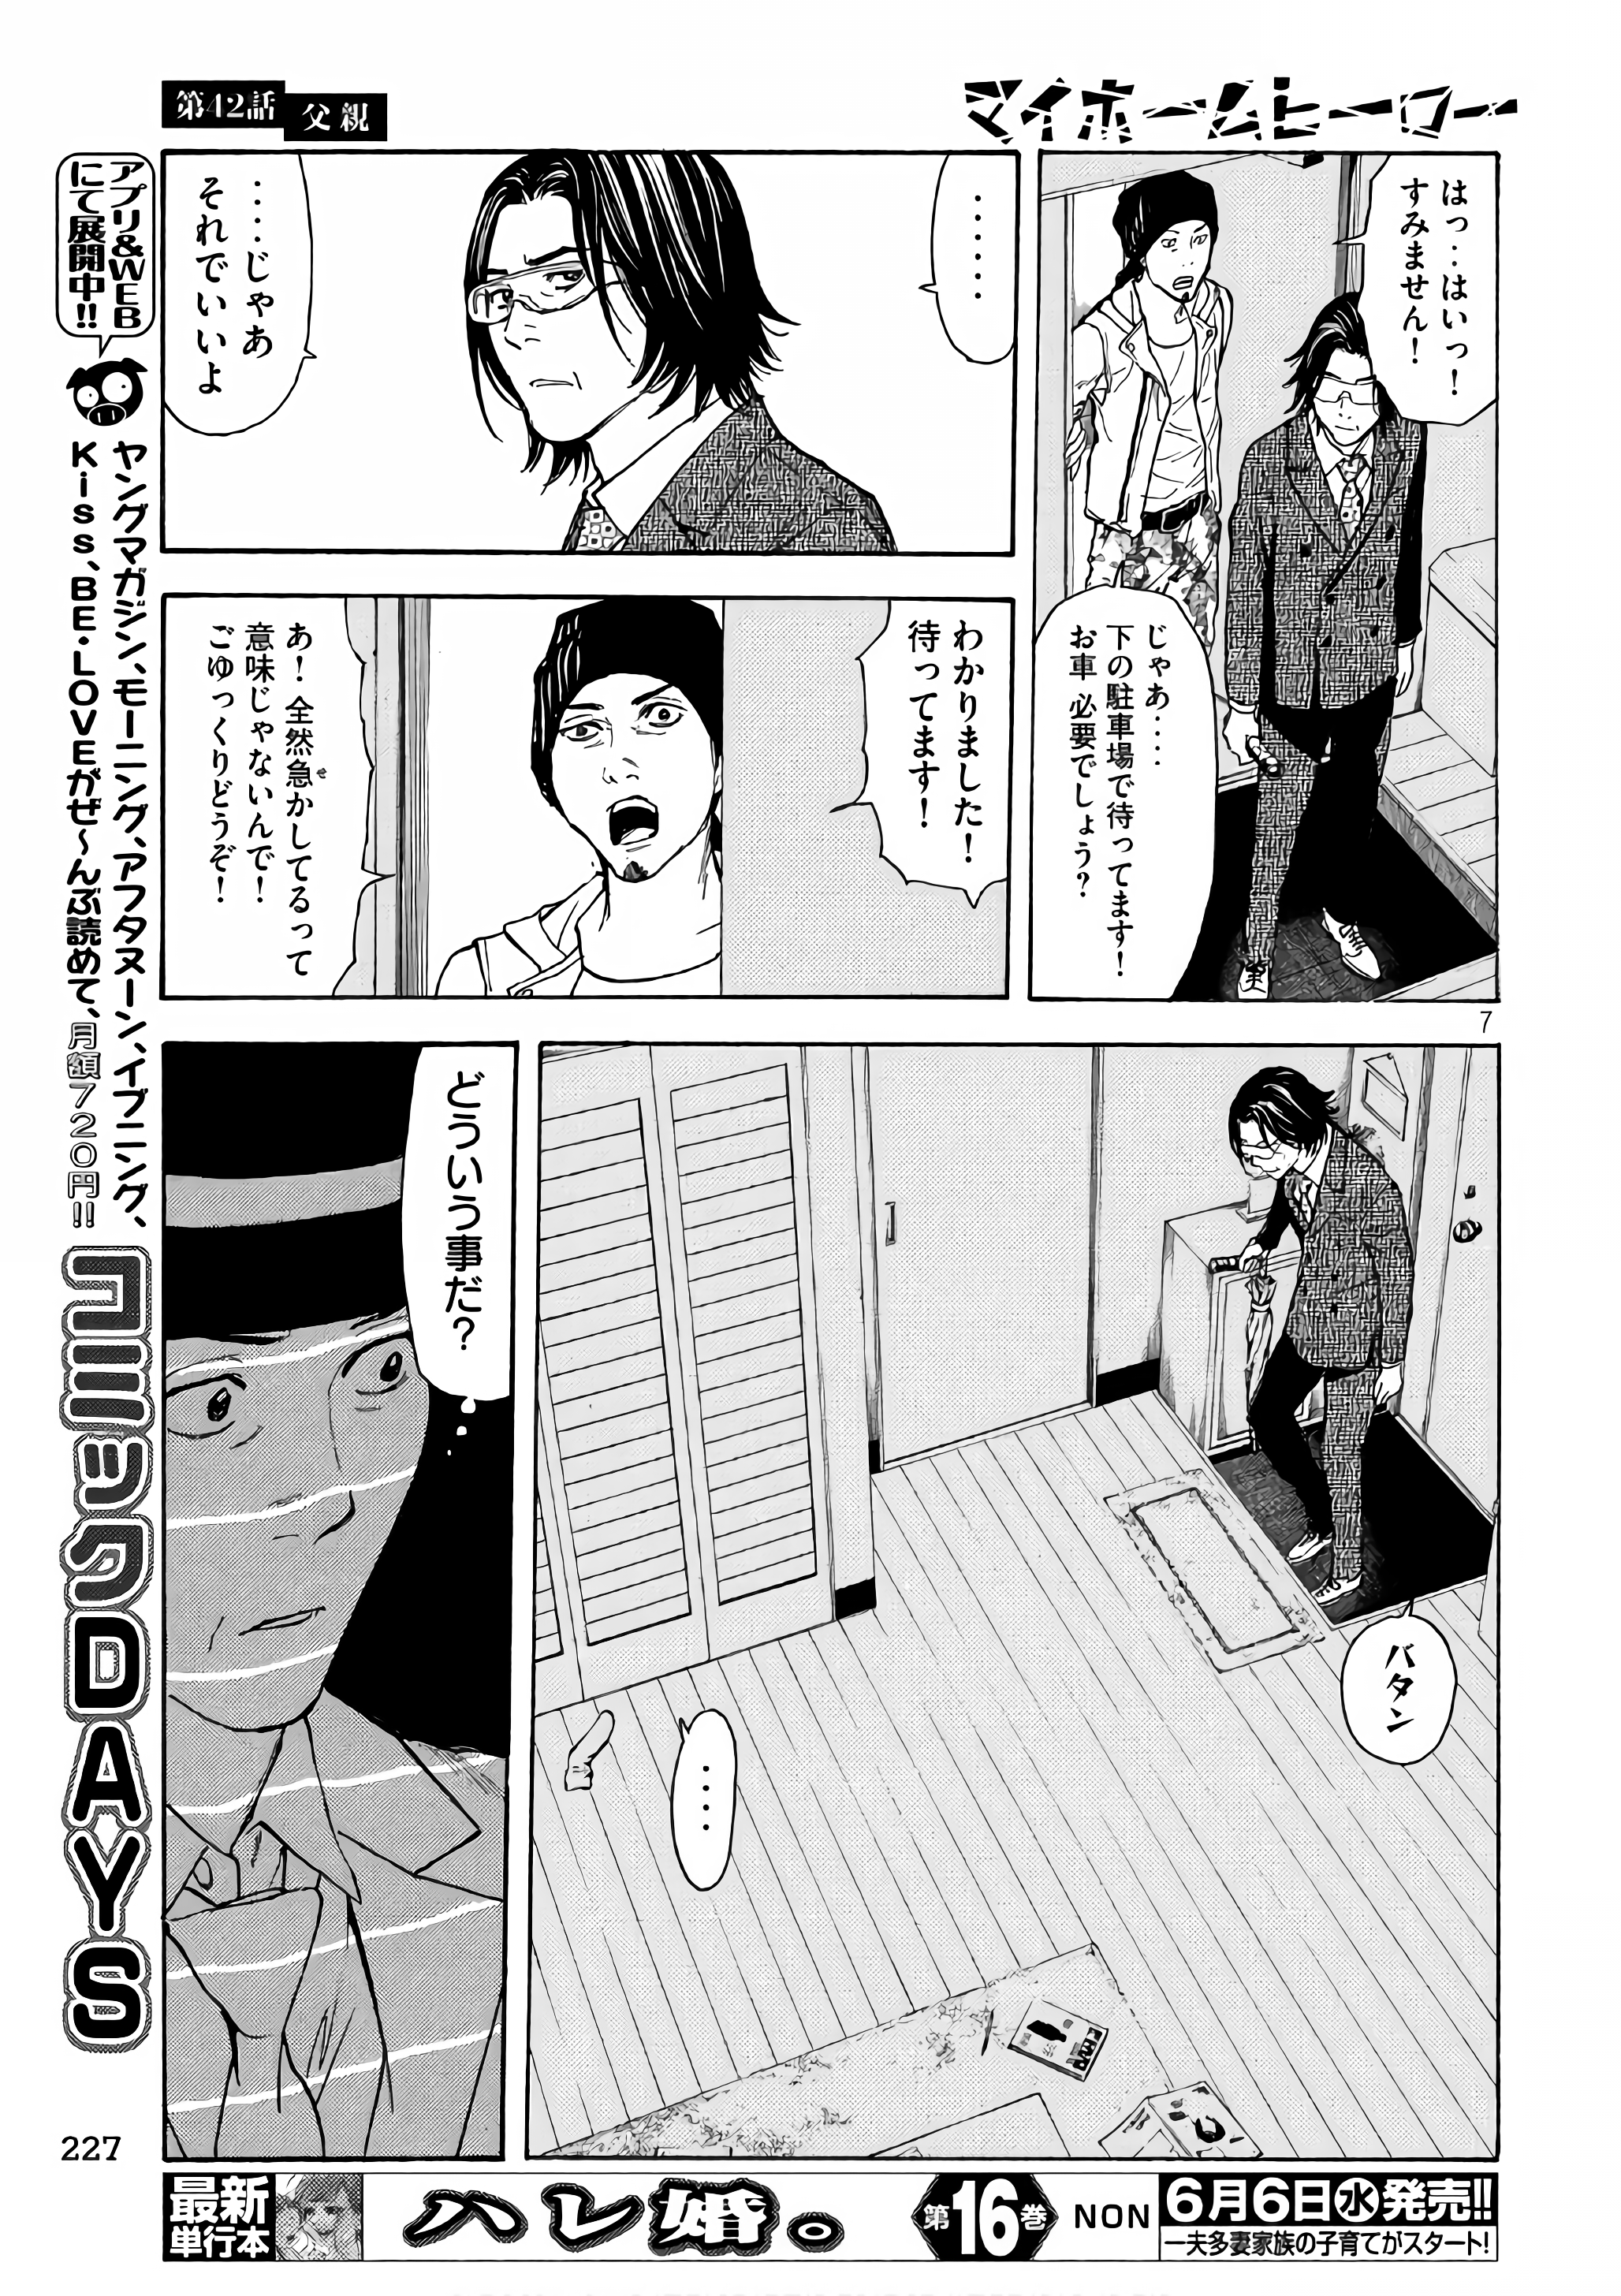 マイホームヒーロー
第42話
父親
はっ‥はいっ!
すみません!
じゃあ‥‥
下の駐車場で待ってます!
お車 必要でしょう?
‥‥‥
‥‥じゃあ
それでいいよ
わかりました!
待ってます!
あ! 全然急かしてるって
ぜ
意味じゃないんで!
ごゆっくりどうぞ!
7
バタン
‥‥
どういう事だ?
アプリ&WEB
にて展開中!!
ヤングマガジン、モーニング、アフタヌーン、イブニング、
Kiss、BE・LOVEがぜ〜んぶ読めて、月額720円!!
コミックDAYS
227
最新
単行本
ハレ婚。
第16巻
NON
6月6日㊌発売!!
一夫多妻家族の子育てがスタート!